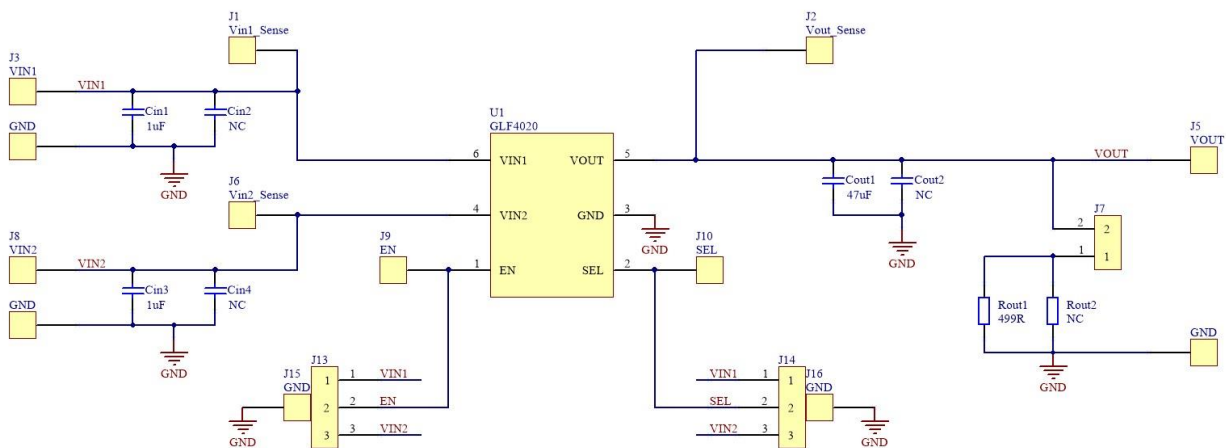 J1
Vin1_Sense
J2
Vout_Sense
J3
VIN1
VIN1
Cin1
1uF
Cin2
NC
GND
GND
U1
GLF4020
6
VIN1
VOUT
5
4
VIN2
GND
3
1
EN
SEL
2
GND
J5
VOUT
VOUT
Cout1
47uF
Cout2
NC
GND
J6
Vin2_Sense
J7
2
2
1
1
J8
VIN2
VIN2
Cin3
1uF
Cin4
NC
GND
GND
J9
EN
J10
SEL
Rout1
499R
Rout2
NC
GND
GND
J15
GND
J13
1
1
VIN1
2
2
EN
3
3
VIN2
GND
J14
J16
GND
VIN1
1
1
SEL
2
2
VIN2
3
3
GND